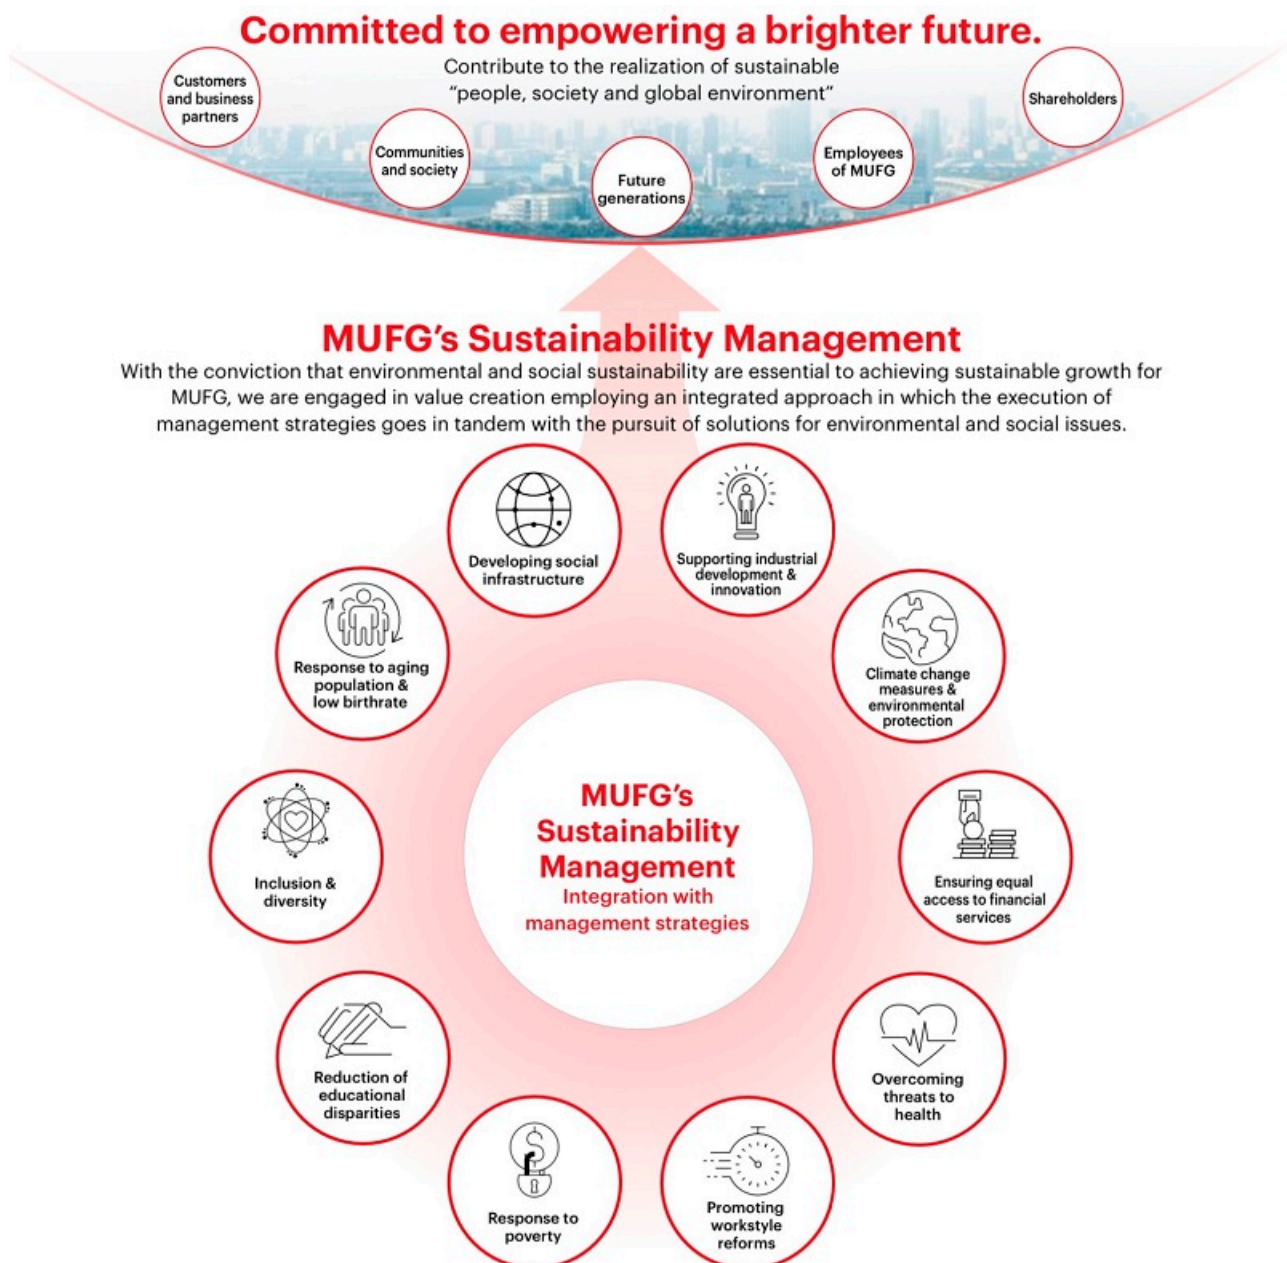 Committed to empowering a brighter future.
Contribute to the realization of sustainable
“people, society and global environment”
Customers
and business
partners
Communities
and society
Future
generations
Employees
of MUFG
Shareholders
MUFG’s Sustainability Management
With the conviction that environmental and social sustainability are essential to achieving sustainable growth for
MUFG, we are engaged in value creation employing an integrated approach in which the execution of
management strategies goes in tandem with the pursuit of solutions for environmental and social issues.
Developing social
infrastructure
Supporting industrial
development &
innovation
Response to aging
population &
low birthrate
Climate change
measures &
environmental
protection
Inclusion &
diversity
MUFG’s
Sustainability
Management
Integration with
management strategies
Ensuring equal
access to financial
services
Reduction of
educational
disparities
Overcoming
threats to
health
Response to
poverty
Promoting
workstyle
reforms